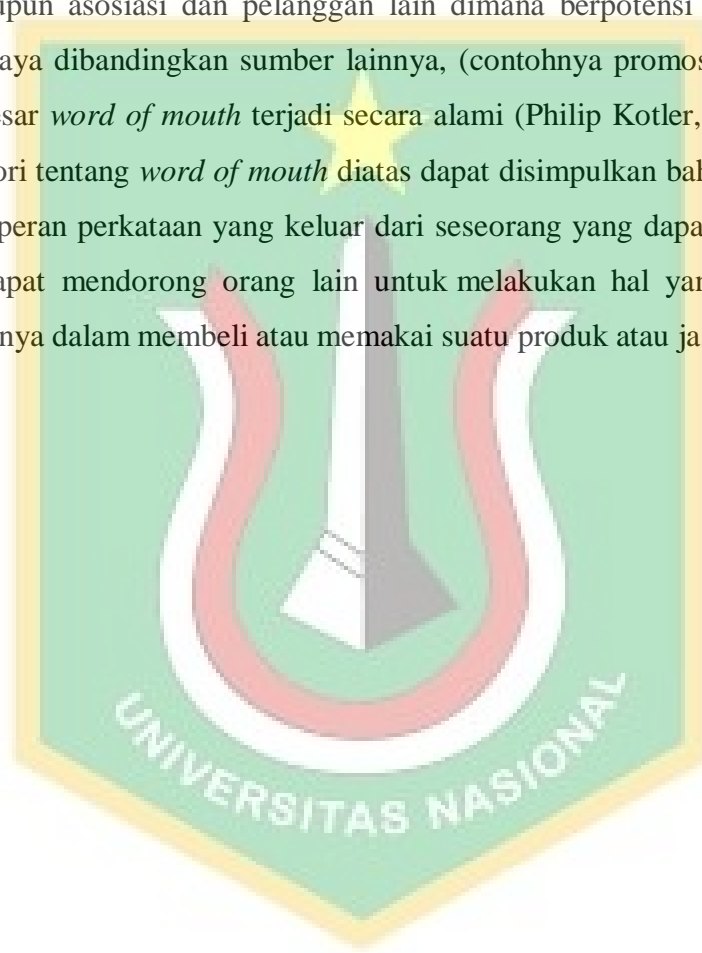 upun asosiasi dan pelanggan lain dimana berpotensi
aya dibandingkan sumber lainnya, (contohnya promos
esar word of mouth terjadi secara alami (Philip Kotler,
ori tentang word of mouth diatas dapat disimpulkan bah
peran perkataan yang keluar dari seseorang yang dapa
apat mendorong orang lain untuk melakukan hal yan
nya dalam membeli atau memakai suatu produk atau ja
UNIVERSITAS NASIONAL